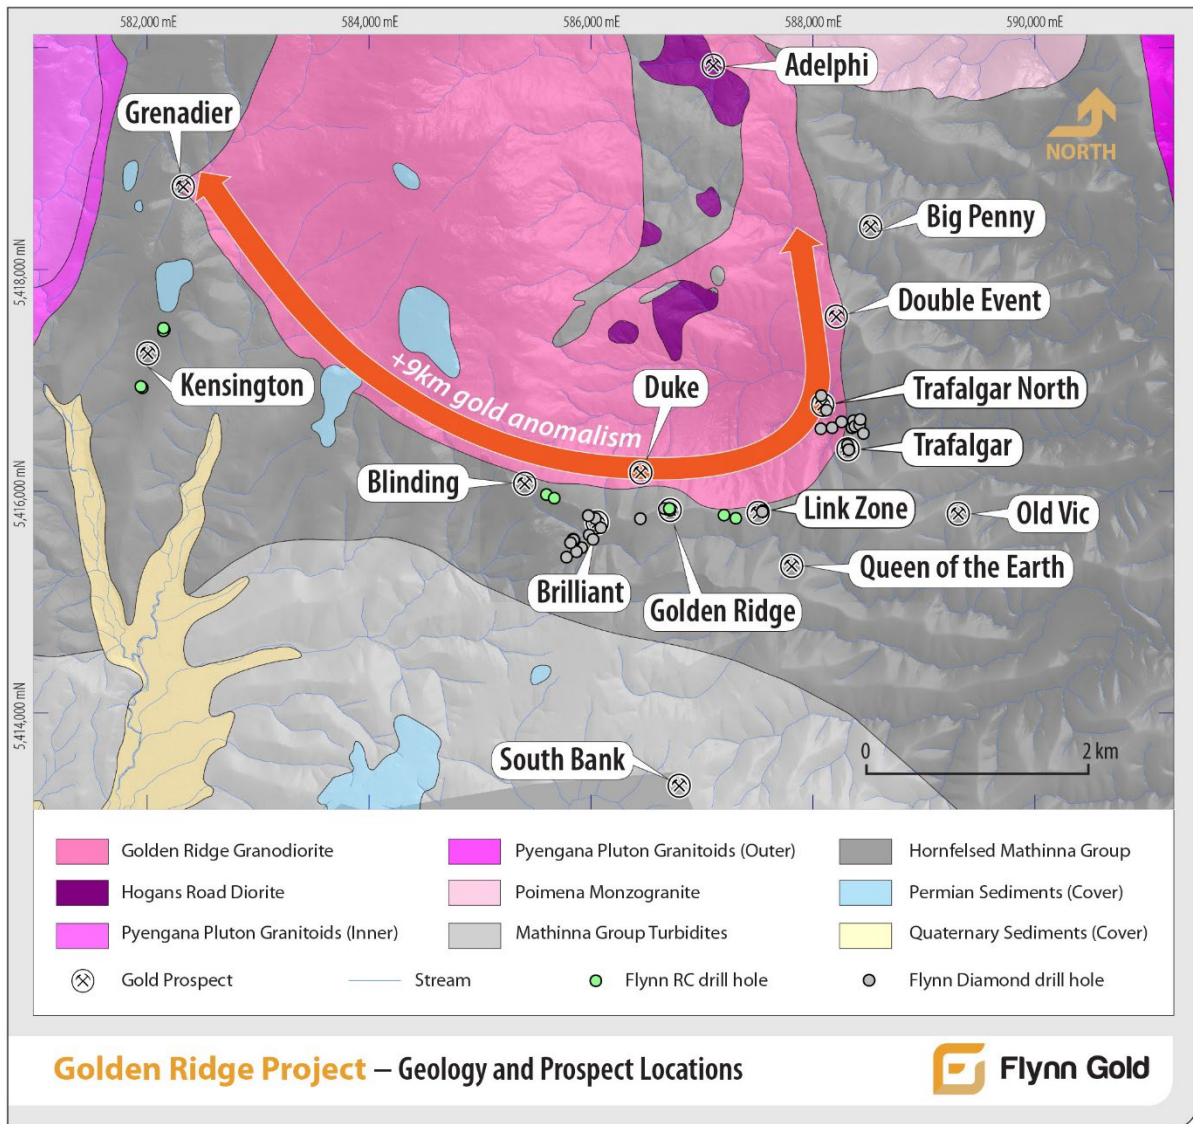 582,000 mE
584,000 mE
586,000 mE
588,000 mE
590,000 mE
5,418,000 mN
5,416,000 mN
5,414,000 mN
Adelphi
Grenadier
NORTH
Big Penny
Double Event
Kensington
+9km gold anomalism
Duke
Trafalgar North
Trafalgar
Blinding
Link Zone
Old Vic
Queen of the Earth
Brilliant
Golden Ridge
South Bank
0 2 km
Golden Ridge Granodiorite
Pyengana Pluton Granitoids (Outer)
Hornfelsed Mathinna Group
Hogans Road Diorite
Poimena Monzogranite
Permian Sediments (Cover)
Pyengana Pluton Granitoids (Inner)
Mathinna Group Turbidites
Quaternary Sediments (Cover)
Gold Prospect
Stream
Flynn RC drill hole
Flynn Diamond drill hole
Golden Ridge Project – Geology and Prospect Locations
Flynn Gold